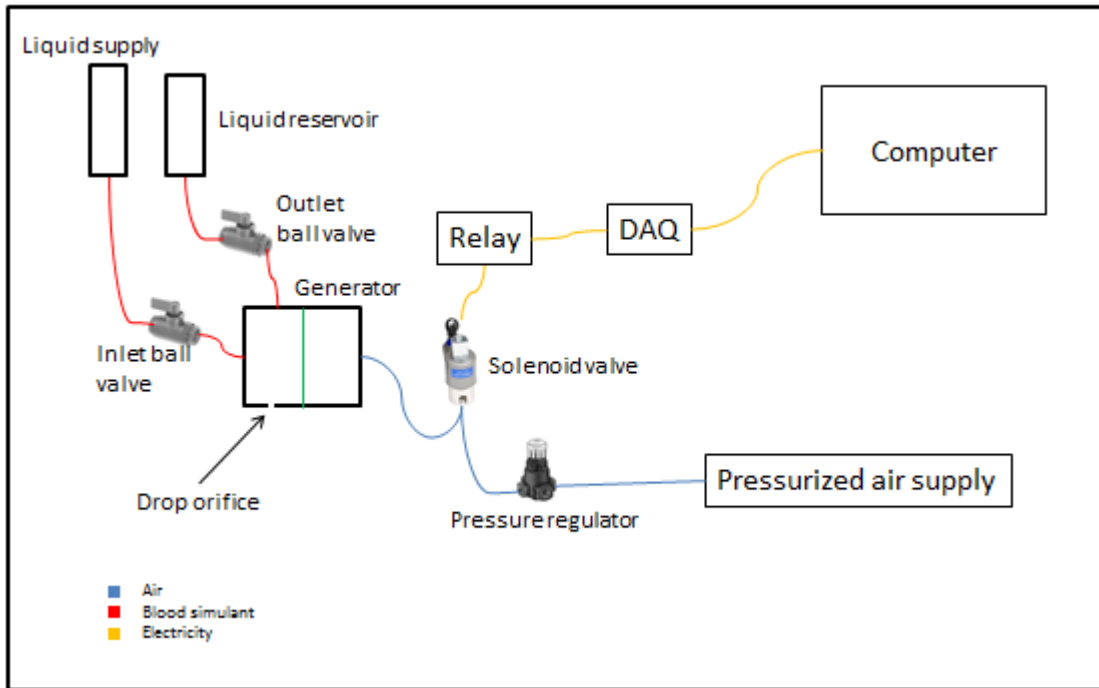 Liquid supply
Liquid reservoir
Computer
Outlet
ball valve
Relay
DAQ
Generator
Inlet ball
valve
Solenoid valve
Drop orifice
Pressurized air supply
Pressure regulator
Air
Blood simulant
Electricity